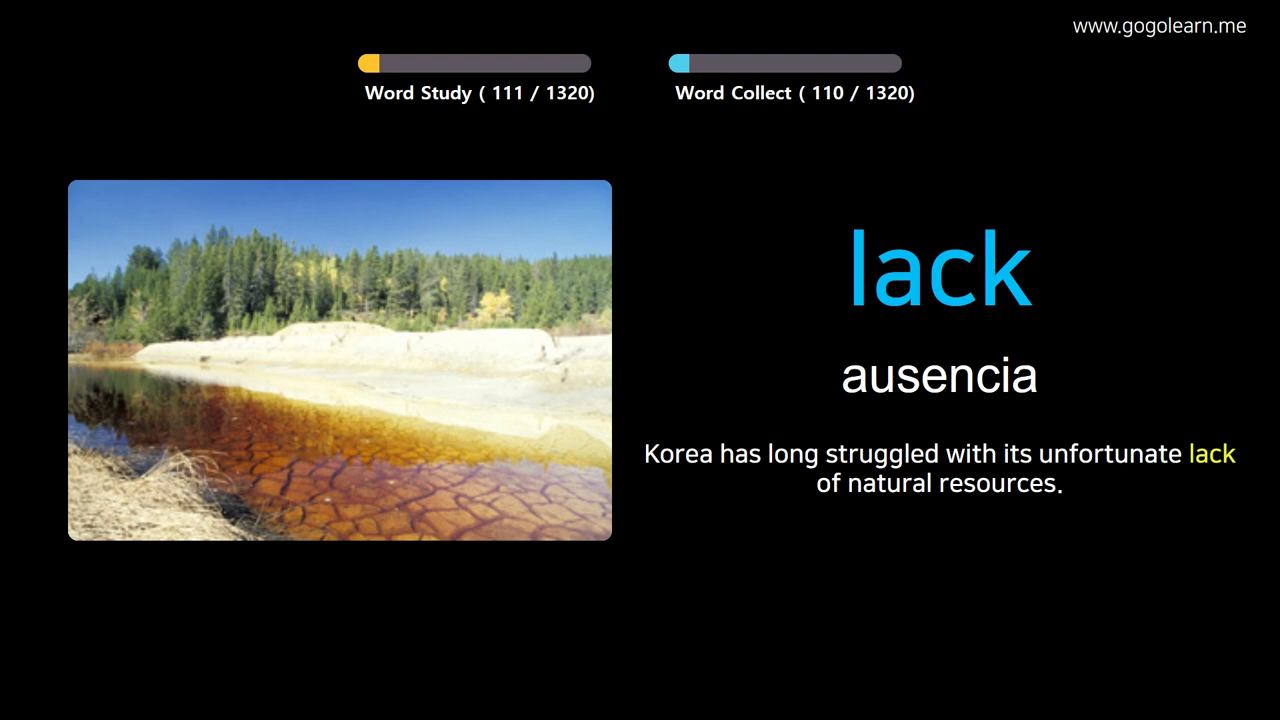 www.gogolearn.me
Word Study ( 111 / 1320)
Word Collect ( 110 / 1320)
lack
ausencia
Korea has long struggled with its unfortunate lack
of natural resources.